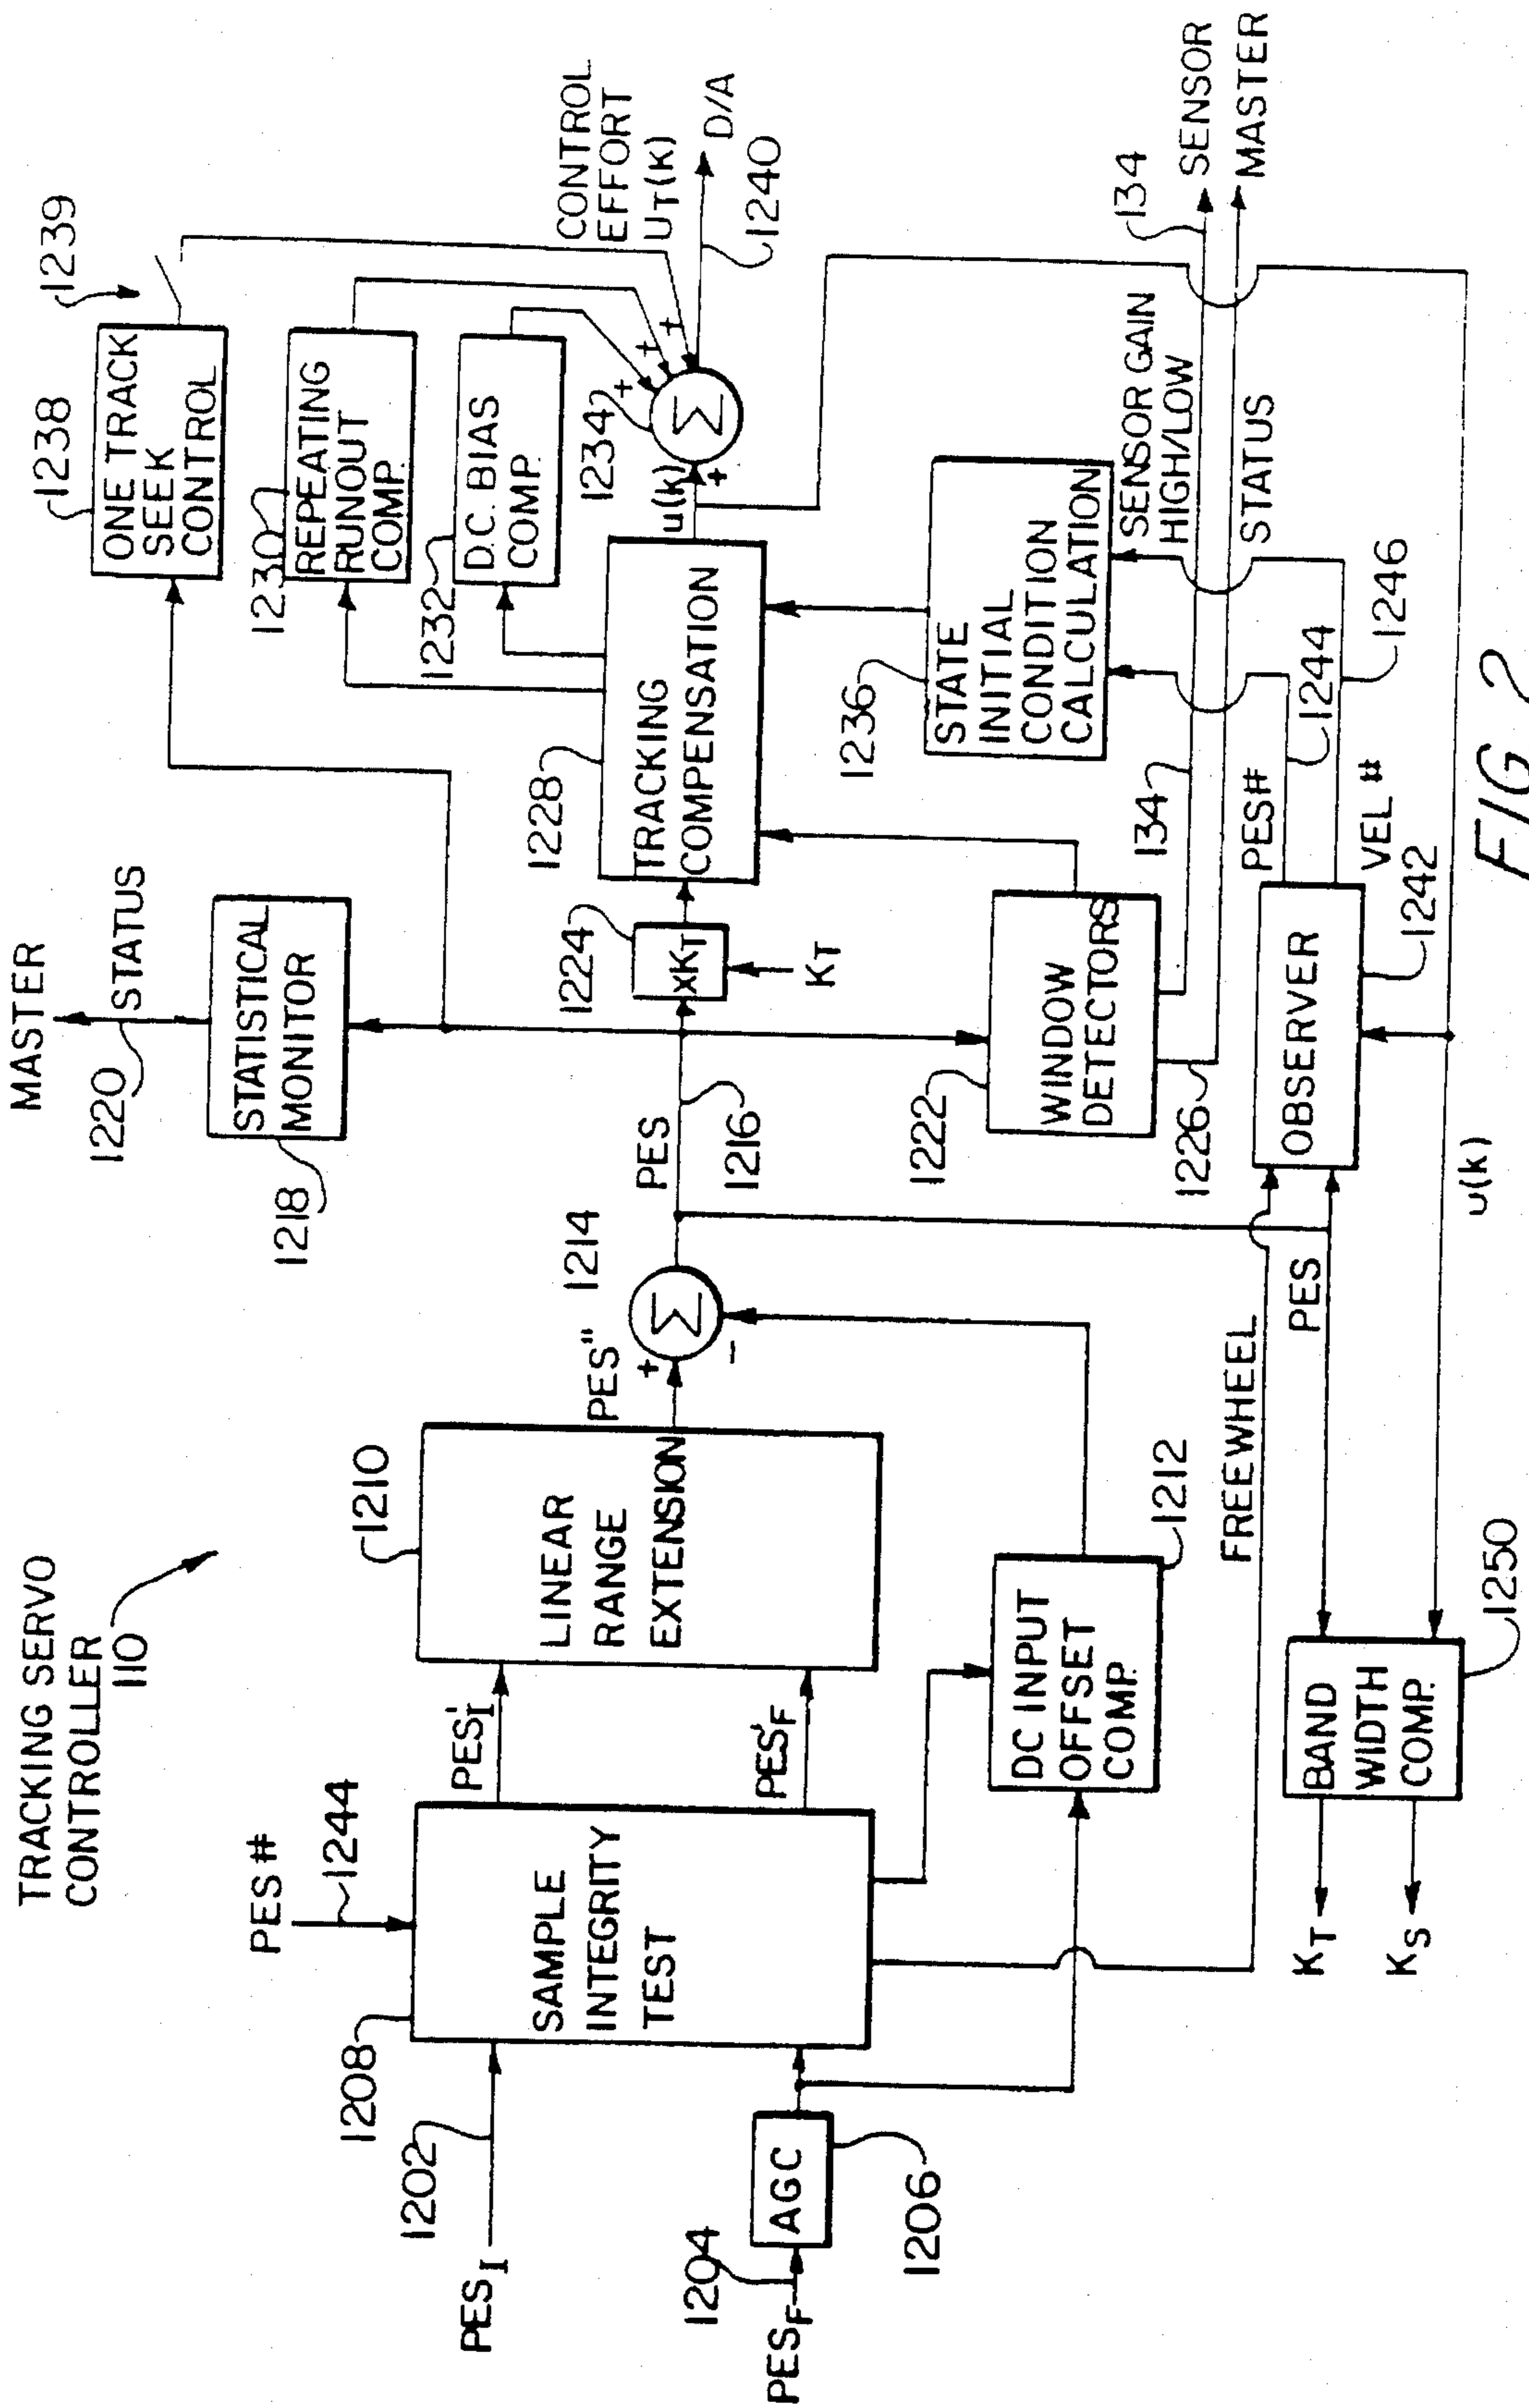 TRACKING SERVO
CONTROLLER
110
PES#
1244
1208
1202
PESI
SAMPLE
INTEGRITY
TEST
1204
PESF
AGC
1206
PES'I
PES'F
1210
LINEAR
RANGE
EXTENSION
DC INPUT
OFFSET
COMP.
1212
PES"
+
-
Σ
1214
PES
1216
MASTER
STATUS
1220
STATISTICAL
MONITOR
1218
1224
xKT
KT
1222
WINDOW
DETECTORS
1226
134
1228
TRACKING
COMPENSATION
u(k)
1238
ONE TRACK
SEEK
CONTROL
1239
1230
REPEATING
RUNOUT
COMP.
1232
D.C. BIAS
COMP.
1234
Σ
+
+
+
+
CONTROL
EFFORT
UT(K)
D/A
1240
1236
STATE
INITIAL
CONDITION
CALCULATION
SENSOR GAIN
HIGH/LOW
STATUS
134
SENSOR
MASTER
FREEWHEEL
PES
OBSERVER
1242
PES#
1244
VEL #
1246
u(k)
BAND
WIDTH
COMP.
1250
KT
KS
FIG. 2